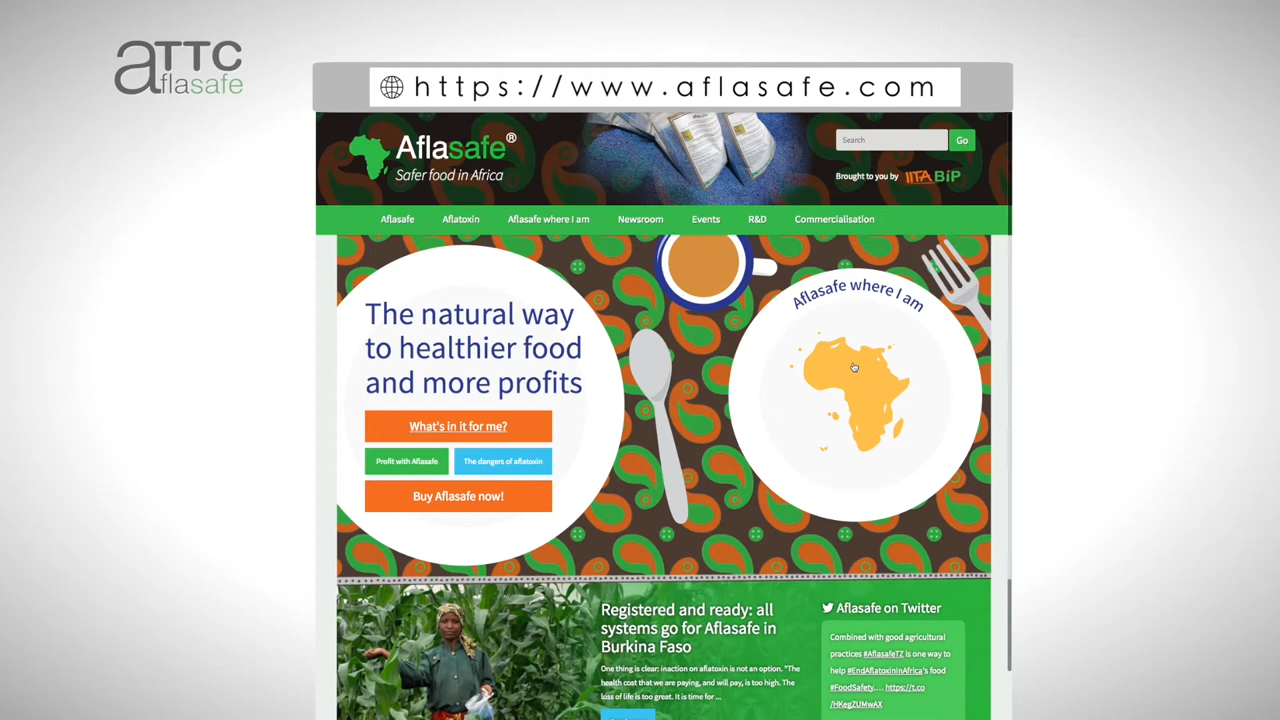 aTTC
aflasafe
https://www.aflasafe.com
Aflasafe®
Safer food in Africa
Search
Go
Brought to you by IITA BiP
Aflasafe
Aflatoxin
Aflasafe where I am
Newsroom
Events
R&D
Commercialisation
The natural way
to healthier food
and more profits
What's in it for me?
Profit with Aflasafe
The dangers of aflatoxin
Buy Aflasafe now!
Aflasafe where I am
Registered and ready: all
systems go for Aflasafe in
Burkina Faso
One thing is clear: inaction on aflatoxin is not an option. "The
health cost that we are paying, and will pay, is too high. The
loss of life is too great. It is time for ...
Aflasafe on Twitter
Combined with good agricultural
practices #AflasafeTZ is one way to
help #EndAflatoxinInAfrica's food
#FoodSafety.... https://t.co
/HKegZUMwAX